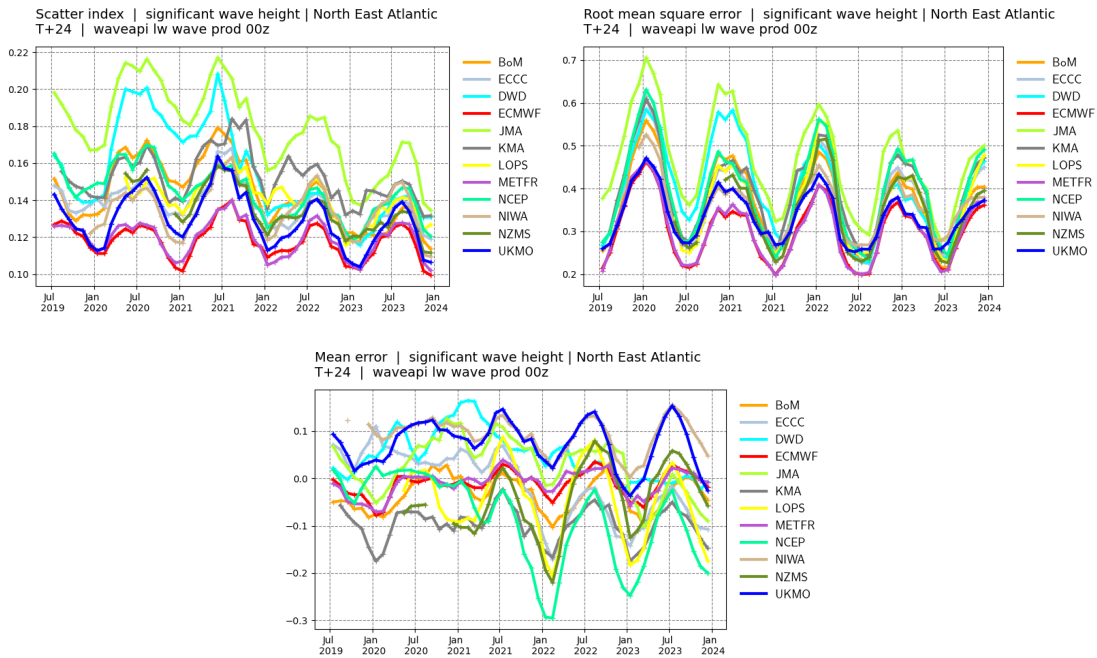 Scatter index | significant wave height | North East Atlantic
T+24 | waveapi lw wave prod 00z
0.22
0.20
0.18
0.16
0.14
0.12
0.10
Jul 2019
Jan 2020
Jul 2020
Jan 2021
Jul 2021
Jan 2022
Jul 2022
Jan 2023
Jul 2023
Jan 2024
BoM
ECCC
DWD
ECMWF
JMA
KMA
LOPS
METFR
NCEP
NIWA
NZMS
UKMO
Root mean square error | significant wave height | North East Atlantic
T+24 | waveapi lw wave prod 00z
0.7
0.6
0.5
0.4
0.3
0.2
Jul 2019
Jan 2020
Jul 2020
Jan 2021
Jul 2021
Jan 2022
Jul 2022
Jan 2023
Jul 2023
Jan 2024
BoM
ECCC
DWD
ECMWF
JMA
KMA
LOPS
METFR
NCEP
NIWA
NZMS
UKMO
Mean error | significant wave height | North East Atlantic
T+24 | waveapi lw wave prod 00z
0.1
0.0
−0.1
−0.2
−0.3
Jul 2019
Jan 2020
Jul 2020
Jan 2021
Jul 2021
Jan 2022
Jul 2022
Jan 2023
Jul 2023
Jan 2024
BoM
ECCC
DWD
ECMWF
JMA
KMA
LOPS
METFR
NCEP
NIWA
NZMS
UKMO